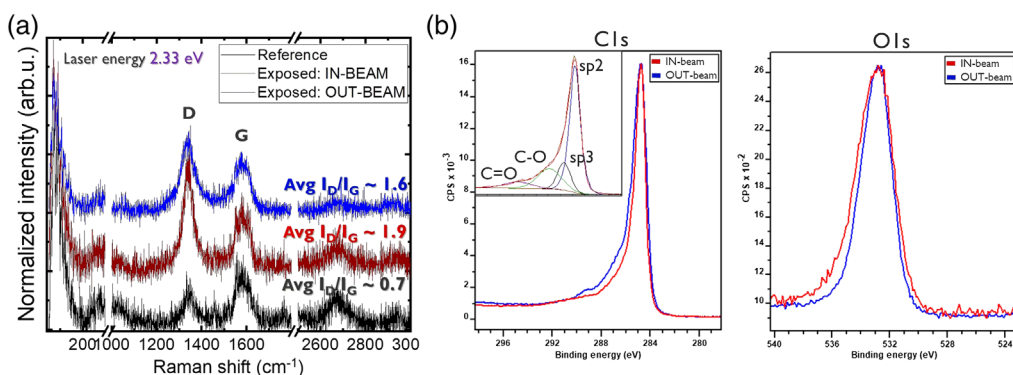 (a)
Laser energy 2.33 eV
Reference
Exposed: IN-BEAM
Exposed: OUT-BEAM
D
G
Avg I_D/I_G ~ 1.6
Avg I_D/I_G ~ 1.9
Avg I_D/I_G ~ 0.7
Normalized intensity (arb.u.)
200 1000 1200 1400 1600 2600 2800 300
Raman shift (cm⁻¹)
(b)
C1s
IN-beam
OUT-beam
sp2
C-O
sp3
C=O
CPS x 10⁻³
16
14
12
10
8
6
4
2
296 292 288 284 280
Binding energy (eV)
O1s
IN-beam
OUT-beam
CPS x 10⁻²
26
24
22
20
18
16
14
12
10
540 536 532 528 524
Binding energy (eV)